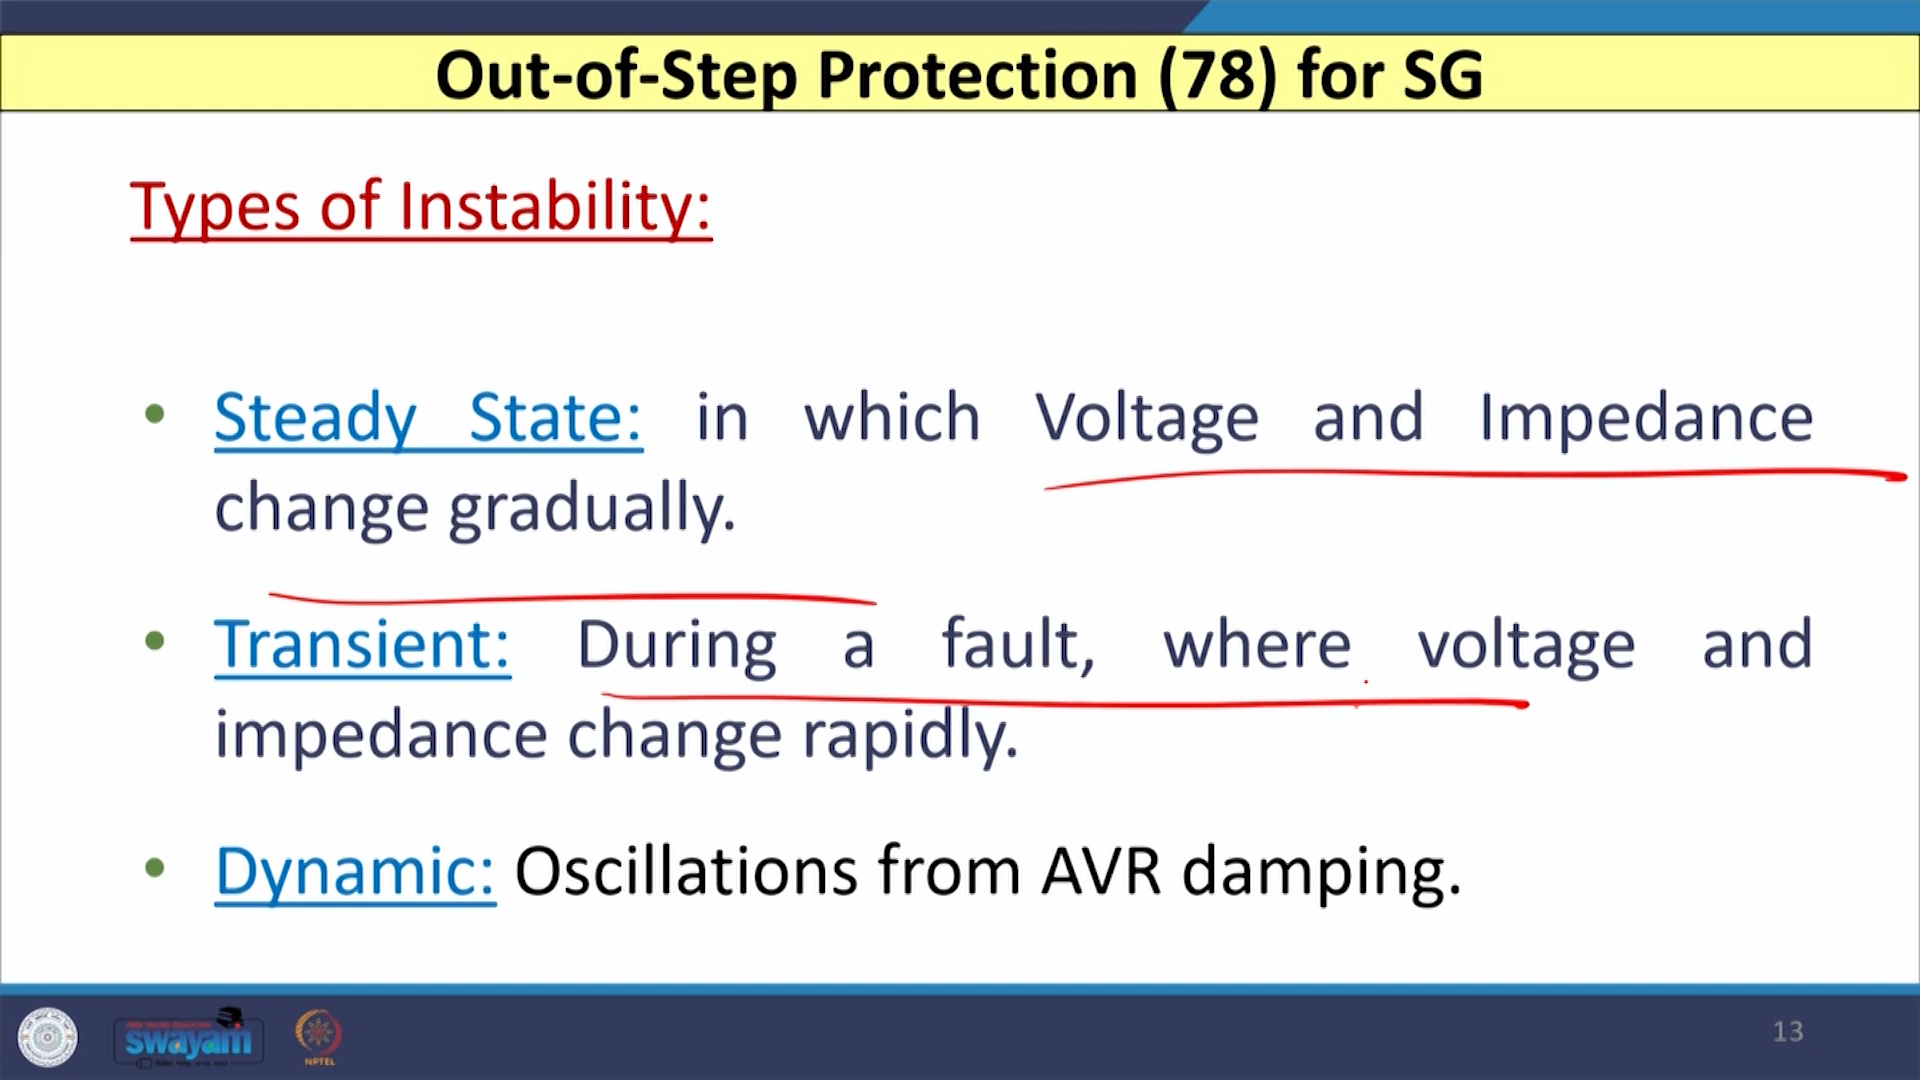 Out-of-Step Protection (78) for SG
Types of Instability:
• Steady State: in which Voltage and Impedance
change gradually.
• Transient: During a fault, where voltage and
impedance change rapidly.
• Dynamic: Oscillations from AVR damping.
swayam
NPTEL
13